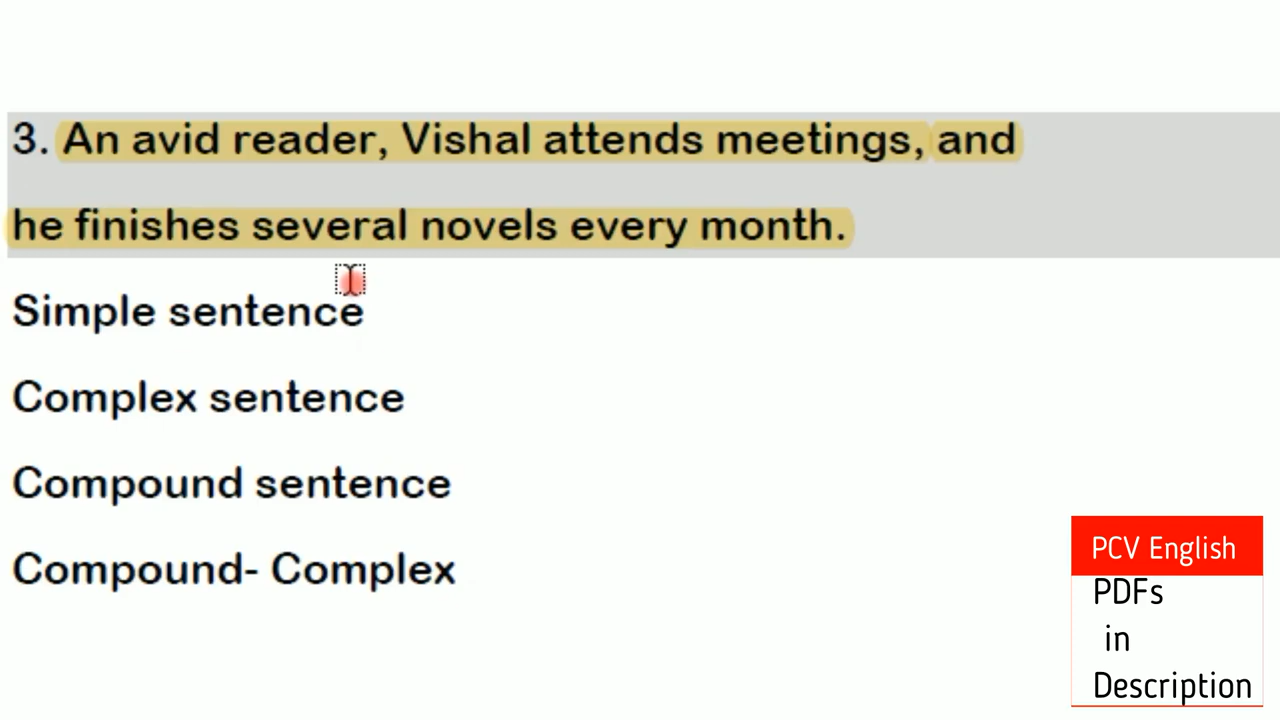 3. An avid reader, Vishal attends meetings, and
he finishes several novels every month.
Simple sentence
Complex sentence
Compound sentence
Compound- Complex
PCV English
PDFs
in
Description